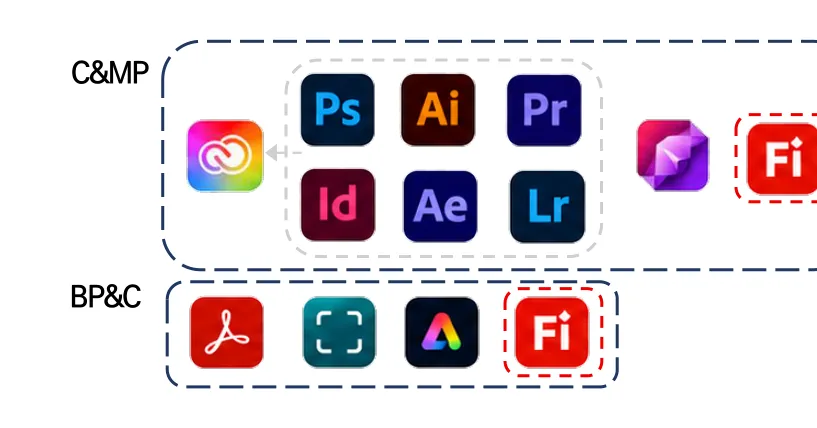 C&MP
Ps Ai Pr
Fi
Id Ae Lr
BP&C
Fi